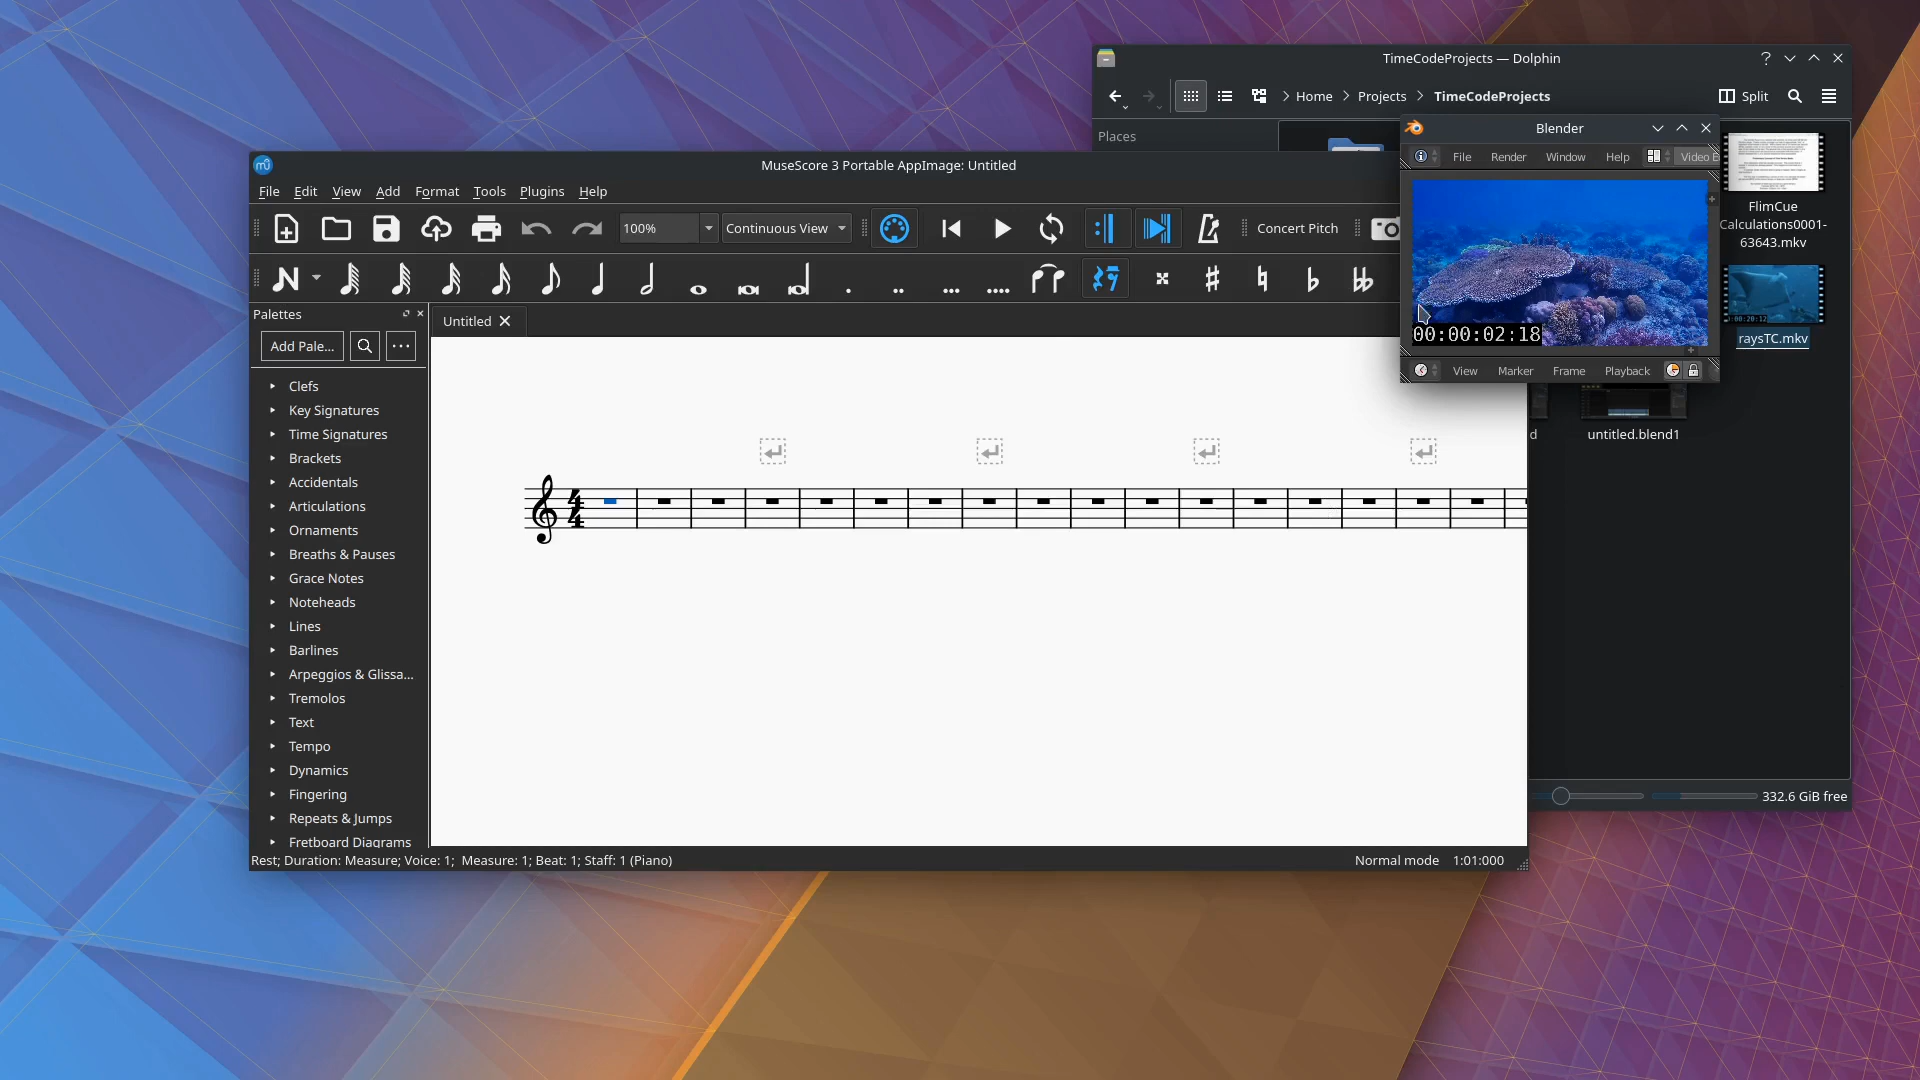 TimeCodeProjects — Dolphin
Home
Projects
TimeCodeProjects
Split
Places
FlimCue
Calculations0001-
63643.mkv
raysTC.mkv
untitled.blend1
332.6 GiB free
Blender
File
Render
Window
Help
Video E
00:00:02:18
View
Marker
Frame
Playback
MuseScore 3 Portable AppImage: Untitled
File
Edit
View
Add
Format
Tools
Plugins
Help
100%
Continuous View
Concert Pitch
Palettes
Untitled
Add Pale...
Clefs
Key Signatures
Time Signatures
Brackets
Accidentals
Articulations
Ornaments
Breaths & Pauses
Grace Notes
Noteheads
Lines
Barlines
Arpeggios & Glissa...
Tremolos
Text
Tempo
Dynamics
Fingering
Repeats & Jumps
Fretboard Diagrams
Rest; Duration: Measure; Voice: 1; Measure: 1; Beat: 1; Staff: 1 (Piano)
Normal mode
1:01:000